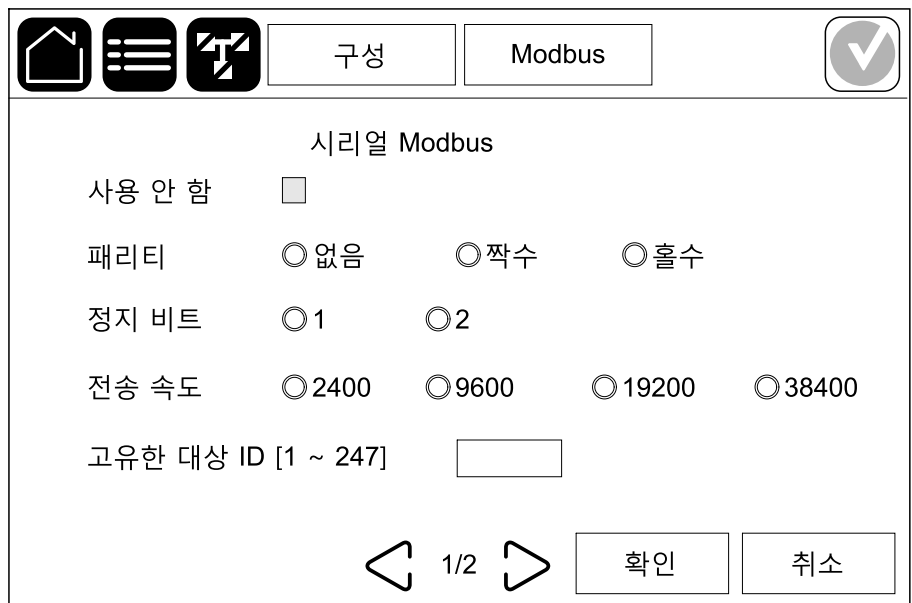 구성 Modbus
시리얼 Modbus
사용 안 함
패리티 없음 짝수 홀수
정지 비트 1 2
전송 속도 2400 9600 19200 38400
고유한 대상 ID [1 ~ 247]
1/2 확인 취소